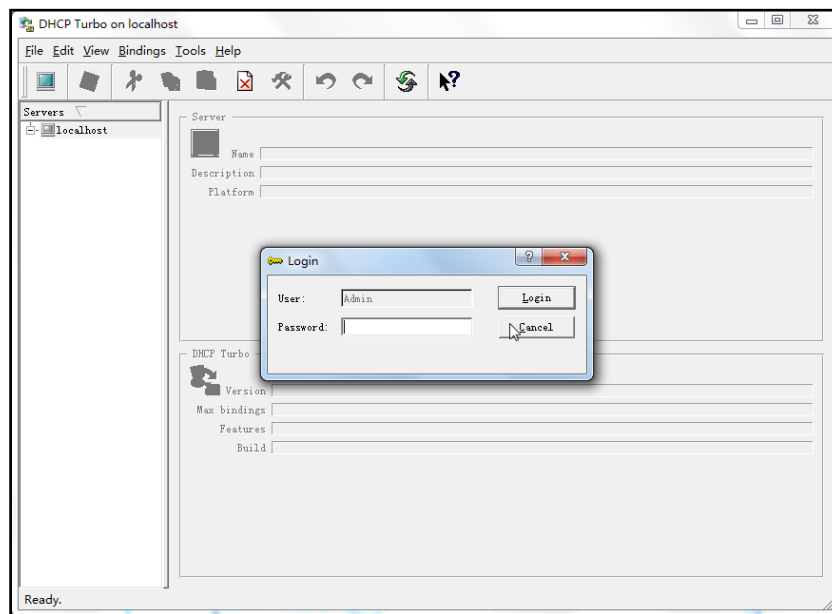 DHCP Turbo on localhost
File Edit View Bindings Tools Help
Servers
localhost
Server
Name
Description
Platform
Login
User: Admin Login
Password: Cancel
DHCP Turbo
Version
Max bindings
Features
Build
Ready.